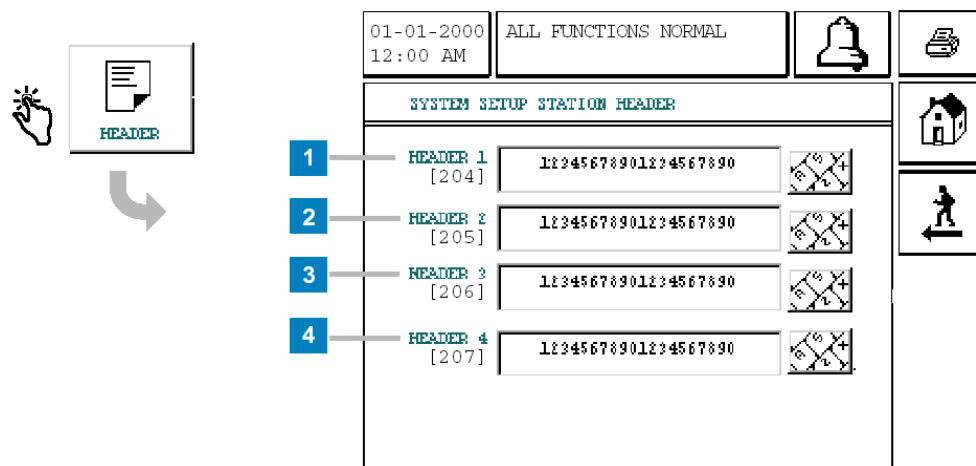 01-01-2000
12:00 AM
ALL FUNCTIONS NORMAL
HEADER
SYSTEM SETUP STATION HEADER
1
HEADER 1
[204]
12345678901234567890
2
HEADER 2
[205]
12345678901234567890
3
HEADER 3
[206]
12345678901234567890
4
HEADER 4
[207]
12345678901234567890